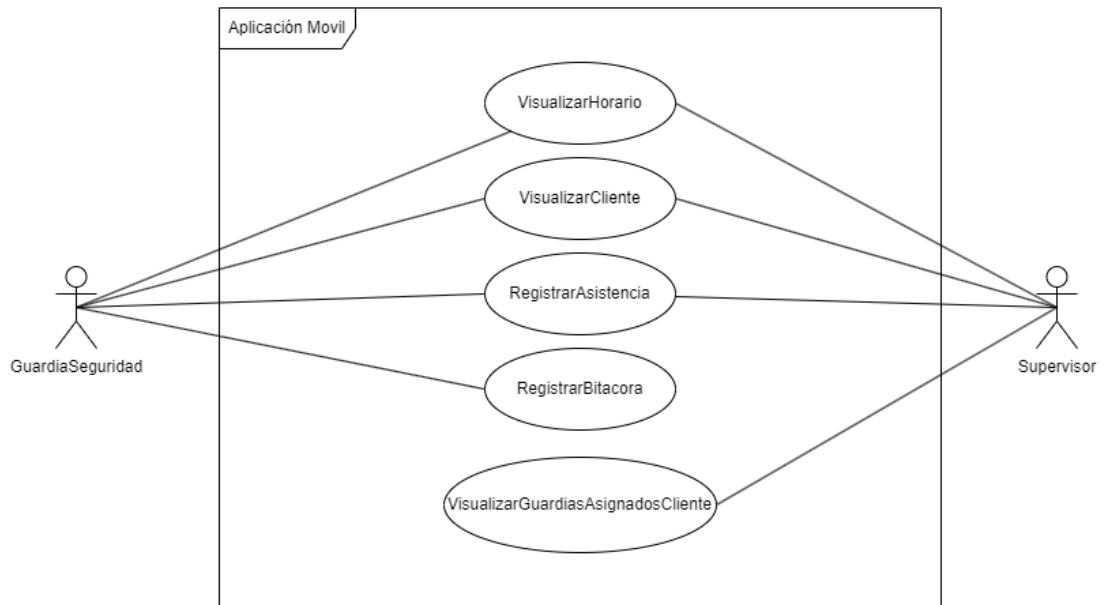 Aplicación Movil
VisualizarHorario
VisualizarCliente
RegistrarAsistencia
GuardiaSeguridad
Supervisor
RegistrarBitacora
VisualizarGuardiasAsignadosCliente